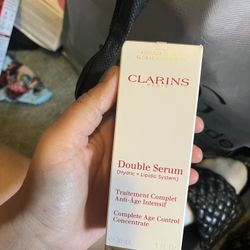 CLARINS
PARIS
Double Serum
[Hydric + Lipidic System]
Traitement Complet
Anti-Âge Intensif
Complete Age Control
Concentrate